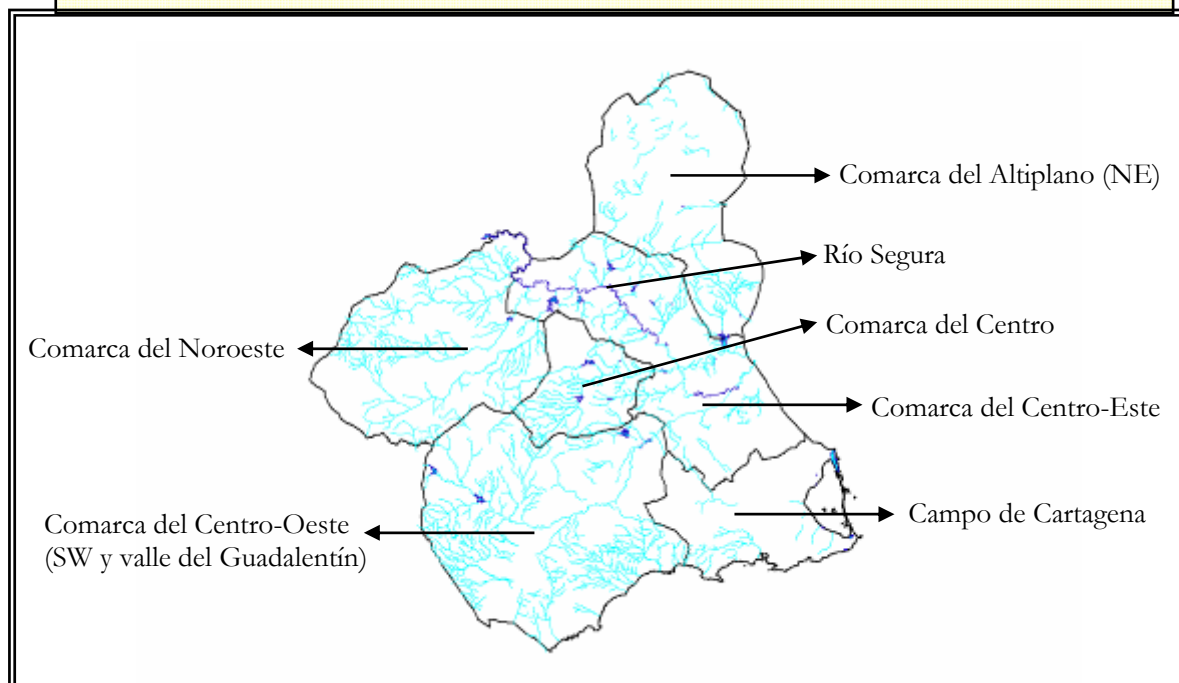 Comarca del Altiplano (NE)
Río Segura
Comarca del Centro
Comarca del Noroeste
Comarca del Centro-Este
Campo de Cartagena
Comarca del Centro-Oeste
(SW y valle del Guadalentín)